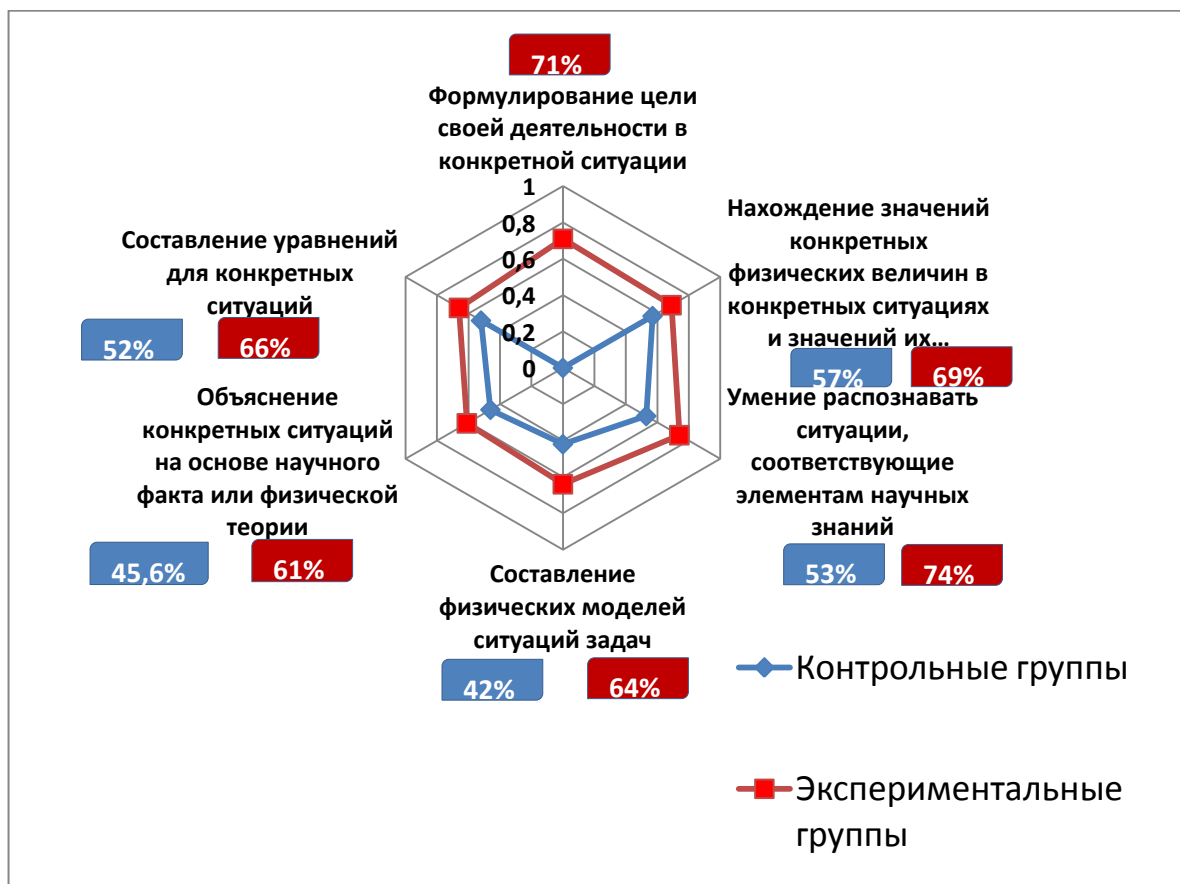 71%
Формулирование цели
своей деятельности в
конкретной ситуации
1
0,8
0,6
0,4
0,2
0
Нахождение значений
конкретных
физических величин в
конкретных ситуациях
и значений их...
57%
69%
Умение распознавать
ситуации,
соответствующие
элементам научных
знаний
53%
74%
Составление
физических моделей
ситуаций задач
42%
64%
Объяснение
конкретных ситуаций
на основе научного
факта или физической
теории
45,6%
61%
Составление уравнений
для конкретных
ситуаций
52%
66%
Контрольные группы
Экспериментальные
группы